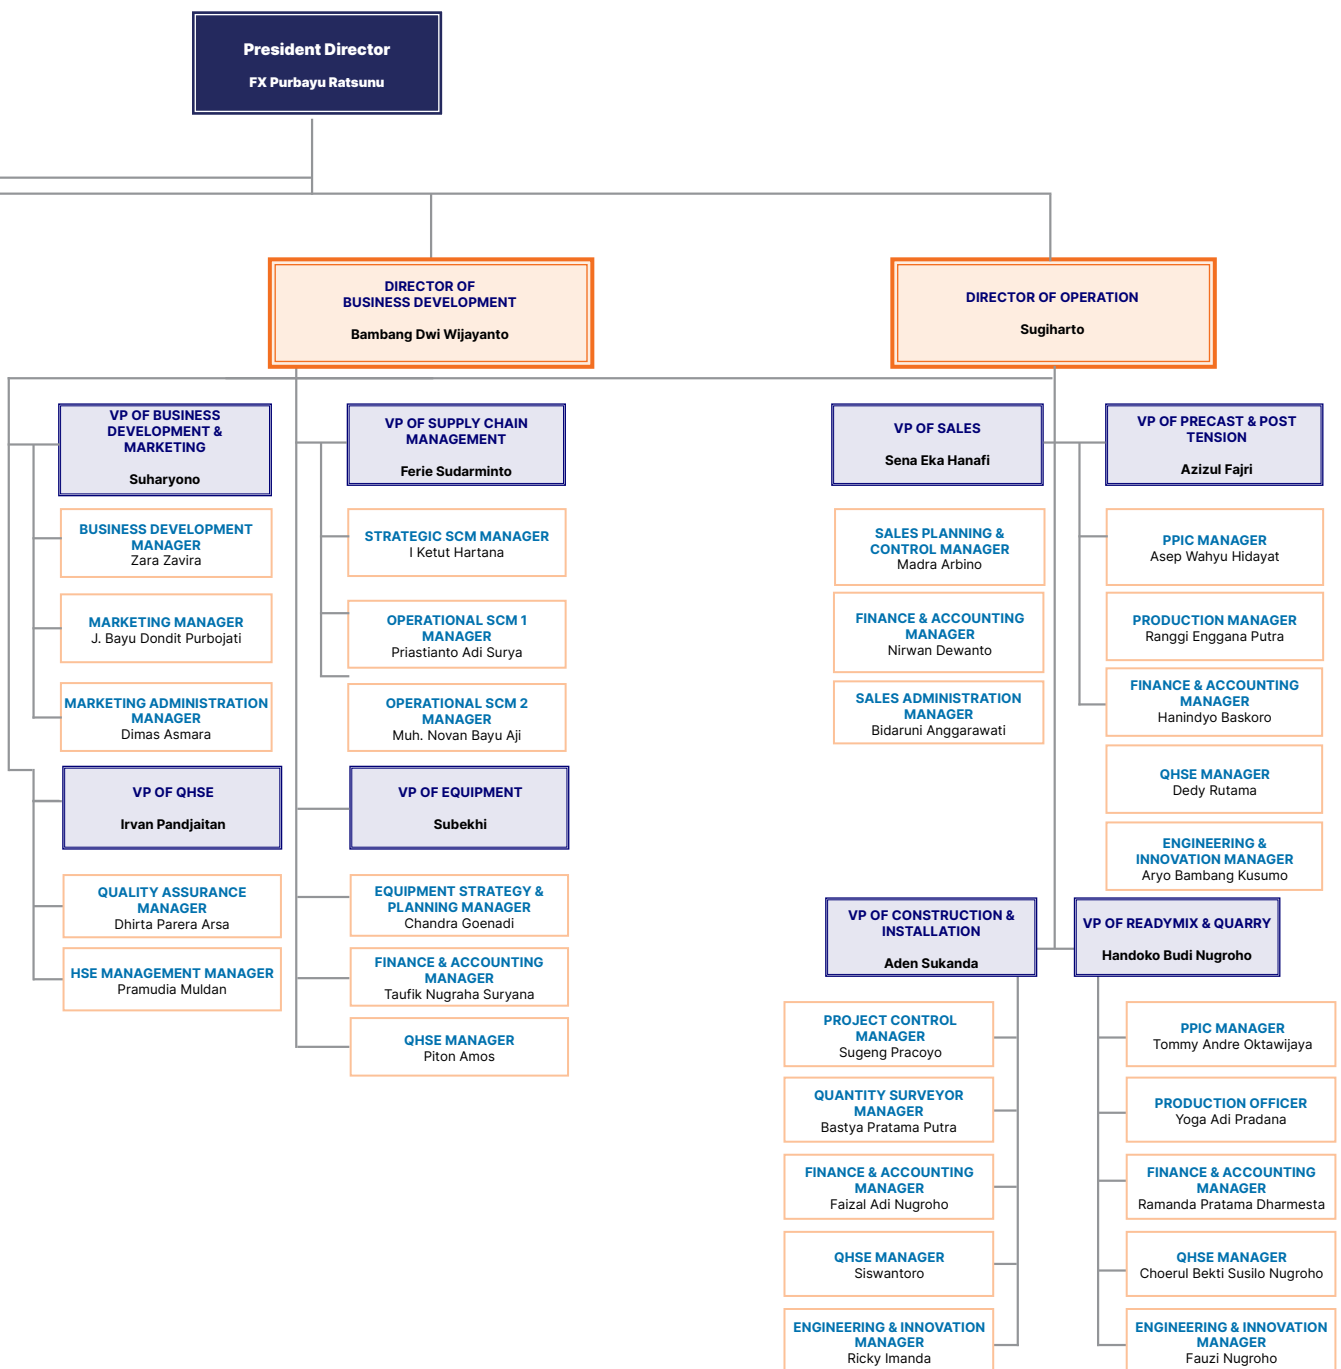 President Director
FX Purbayu Ratsunu
DIRECTOR OF
BUSINESS DEVELOPMENT
Bambang Dwi Wijayanto
DIRECTOR OF OPERATION
Sugiharto
VP OF BUSINESS
DEVELOPMENT &
MARKETING
Suharyono
BUSINESS DEVELOPMENT
MANAGER
Zara Zavira
MARKETING MANAGER
J. Bayu Dondit Purbojati
MARKETING ADMINISTRATION
MANAGER
Dimas Asmara
VP OF QHSE
Irvan Pandjaitan
QUALITY ASSURANCE
MANAGER
Dhirta Parera Arsa
HSE MANAGEMENT MANAGER
Pramudia Muldan
VP OF SUPPLY CHAIN
MANAGEMENT
Ferie Sudarminto
STRATEGIC SCM MANAGER
I Ketut Hartana
OPERATIONAL SCM 1
MANAGER
Priastianto Adi Surya
OPERATIONAL SCM 2
MANAGER
Muh. Novan Bayu Aji
VP OF EQUIPMENT
Subekhi
EQUIPMENT STRATEGY &
PLANNING MANAGER
Chandra Goenadi
FINANCE & ACCOUNTING
MANAGER
Taufik Nugraha Suryana
QHSE MANAGER
Piton Amos
VP OF SALES
Sena Eka Hanafi
SALES PLANNING &
CONTROL MANAGER
Madra Arbino
FINANCE & ACCOUNTING
MANAGER
Nirwan Dewanto
SALES ADMINISTRATION
MANAGER
Bidaruni Anggarawati
VP OF PRECAST & POST
TENSION
Azizul Fajri
PPIC MANAGER
Asep Wahyu Hidayat
PRODUCTION MANAGER
Ranggi Enggana Putra
FINANCE & ACCOUNTING
MANAGER
Hanindyo Baskoro
QHSE MANAGER
Dedy Rutama
ENGINEERING &
INNOVATION MANAGER
Aryo Bambang Kusumo
VP OF CONSTRUCTION &
INSTALLATION
Aden Sukanda
PROJECT CONTROL
MANAGER
Sugeng Pracoyo
QUANTITY SURVEYOR
MANAGER
Bastya Pratama Putra
FINANCE & ACCOUNTING
MANAGER
Faizal Adi Nugroho
QHSE MANAGER
Siswantoro
ENGINEERING & INNOVATION
MANAGER
Ricky Imanda
VP OF READYMIX & QUARRY
Handoko Budi Nugroho
PPIC MANAGER
Tommy Andre Oktawijaya
PRODUCTION OFFICER
Yoga Adi Pradana
FINANCE & ACCOUNTING
MANAGER
Ramanda Pratama Dharmesta
QHSE MANAGER
Choerul Bekti Susilo Nugroho
ENGINEERING & INNOVATION
MANAGER
Fauzi Nugroho